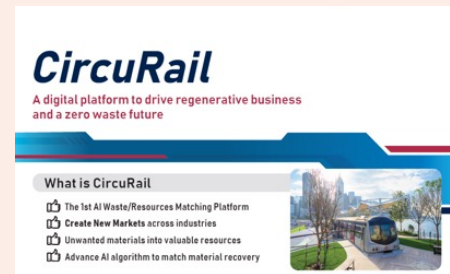 CircuRail
A digital platform to drive regenerative business
and a zero waste future
What is CircuRail
The 1st AI Waste/Resources Matching Platform
Create New Markets across industries
Unwanted materials into valuable resources
Advance AI algorithm to match material recovery